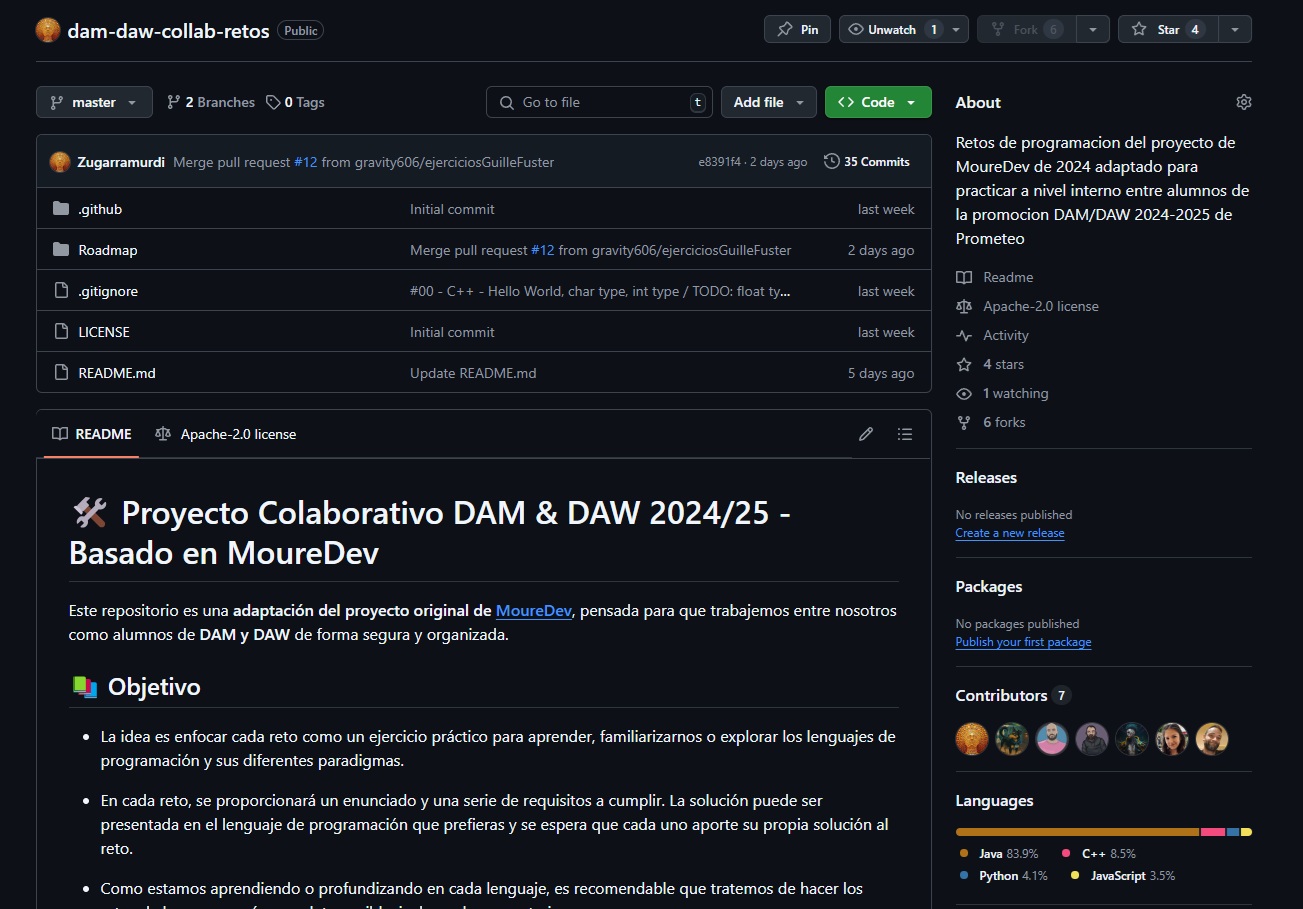 dam-daw-collab-retos Public
Pin
Unwatch 1
Fork 6
Star 4
master
2 Branches
0 Tags
Go to file t
Add file
Code
Zugarramurdi Merge pull request #12 from gravity606/ejerciciosGuilleFuster e8391f4 · 2 days ago 35 Commits
.github Initial commit last week
Roadmap Merge pull request #12 from gravity606/ejerciciosGuilleFuster 2 days ago
.gitignore #00 - C++ - Hello World, char type, int type / TODO: float ty... last week
LICENSE Initial commit last week
README.md Update README.md 5 days ago
README Apache-2.0 license
Proyecto Colaborativo DAM & DAW 2024/25 -
Basado en MoureDev
Este repositorio es una adaptación del proyecto original de MoureDev, pensada para que trabajemos entre nosotros
como alumnos de DAM y DAW de forma segura y organizada.
Objetivo
• La idea es enfocar cada reto como un ejercicio práctico para aprender, familiarizarnos o explorar los lenguajes de
programación y sus diferentes paradigmas.
• En cada reto, se proporcionará un enunciado y una serie de requisitos a cumplir. La solución puede ser
presentada en el lenguaje de programación que prefieras y se espera que cada uno aporte su propia solución al
reto.
• Como estamos aprendiendo o profundizando en cada lenguaje, es recomendable que tratemos de hacer los
About
Retos de programacion del proyecto de
MoureDev de 2024 adaptado para
practicar a nivel interno entre alumnos de
la promocion DAM/DAW 2024-2025 de
Prometeo
Readme
Apache-2.0 license
Activity
4 stars
1 watching
6 forks
Releases
No releases published
Create a new release
Packages
No packages published
Publish your first package
Contributors 7
Languages
Java 83.9% C++ 8.5%
Python 4.1% JavaScript 3.5%